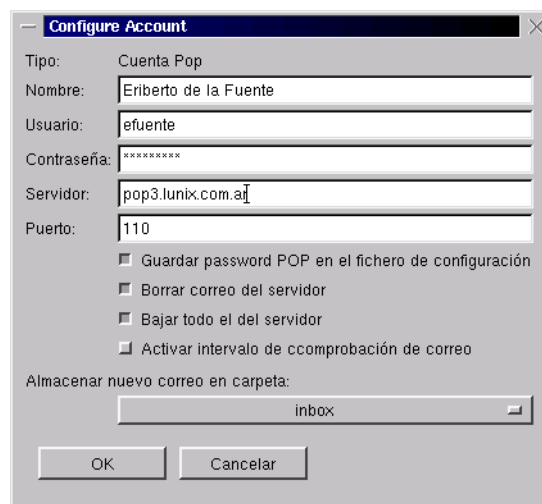 Configure Account
Tipo: Cuenta Pop
Nombre: Eriberto de la Fuente
Usuario: efuente
Contraseña: *********
Servidor: pop3.lunix.com.ar
Puerto: 110
Guardar password POP en el fichero de configuración
Borrar correo del servidor
Bajar todo el del servidor
Activar intervalo de ccomprobación de correo
Almacenar nuevo correo en carpeta:
inbox
OK Cancelar